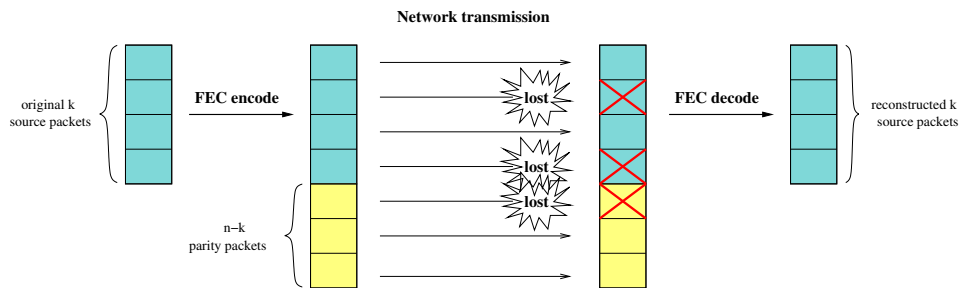 Network transmission
original k
source packets
FEC encode
lost
FEC decode
reconstructed k
source packets
lost
lost
n−k
parity packets